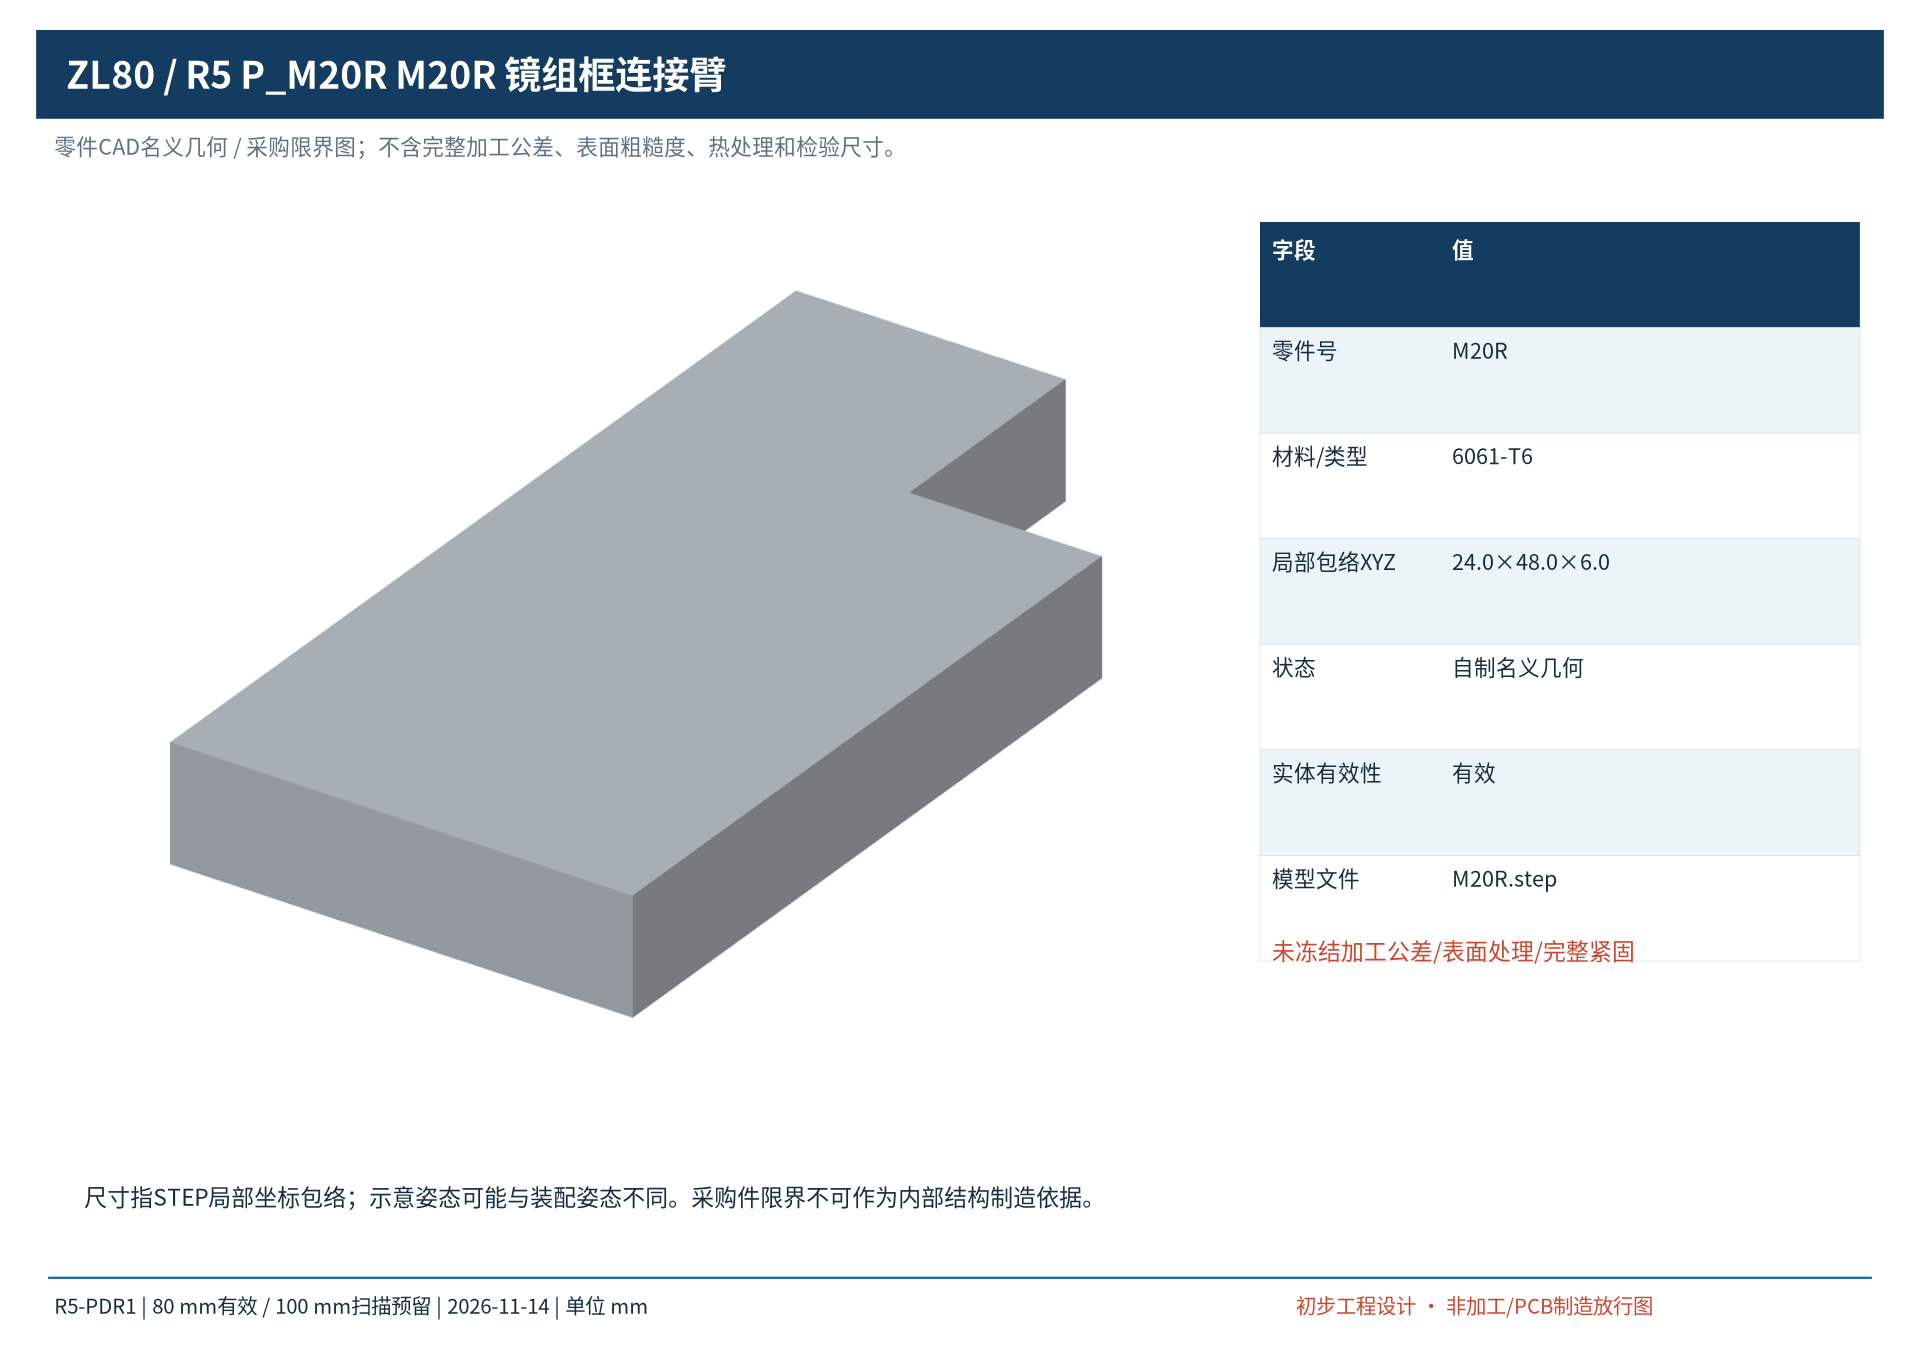 ZL80 / R5 P_M20R M20R 镜组框连接臂
零件CAD名义几何 / 采购限界图；不含完整加工公差、表面粗糙度、热处理和检验尺寸。
字段 值
零件号 M20R
材料/类型 6061-T6
局部包络XYZ 24.0×48.0×6.0
状态 自制名义几何
实体有效性 有效
模型文件 M20R.step
未冻结加工公差/表面处理/完整紧固
尺寸指STEP局部坐标包络；示意姿态可能与装配姿态不同。采购件限界不可作为内部结构制造依据。
R5-PDR1 | 80 mm有效 / 100 mm扫描预留 | 2026-11-14 | 单位 mm
初步工程设计 · 非加工/PCB制造放行图